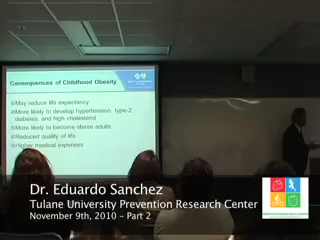 Consequences of Childhood Obesity
May reduce life expectancy
More likely to develop hypertension, type-2
diabetes, and high cholesterol
More likely to become obese adults
Reduced quality of life
Higher medical expenses
Dr. Eduardo Sanchez
Tulane University Prevention Research Center
November 9th, 2010 - Part 2